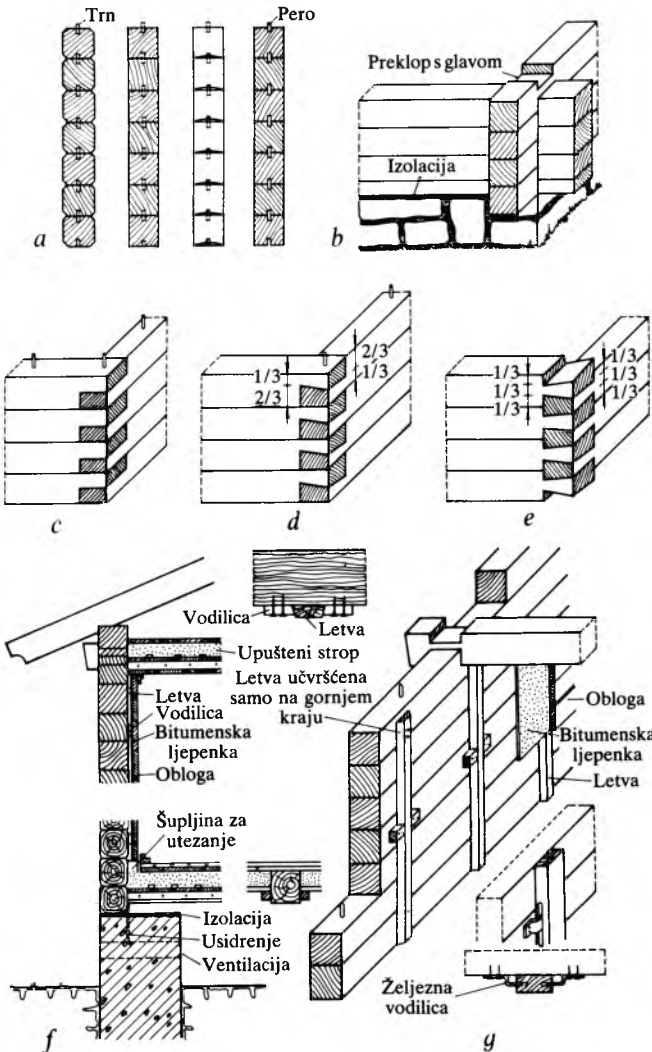 Trn
Pero
a
Preklop s glavom
Izolacija
b
c
1/3
2/3
2/3
1/3
d
1/3
1/3
1/3
1/3
1/3
1/3
e
Vodilica
Letva
Upušteni strop
Letva učvršćena
samo na gornjem
kraju
Letva
Vodilica
Bitumenska
ljepenka
Obloga
Šupljina za
utezanje
Izolacija
Usidrenje
Ventilacija
f
Obloga
Bitumenska
ljepenka
Letva
Željezna
vodilica
g